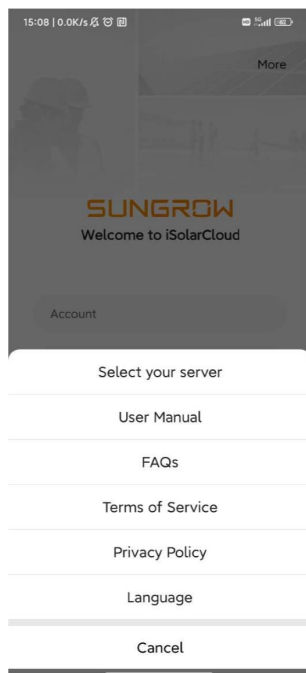 15:08 | 0.0K/s
More
SUNGROW
Welcome to iSolarCloud
Account
Select your server
User Manual
FAQs
Terms of Service
Privacy Policy
Language
Cancel